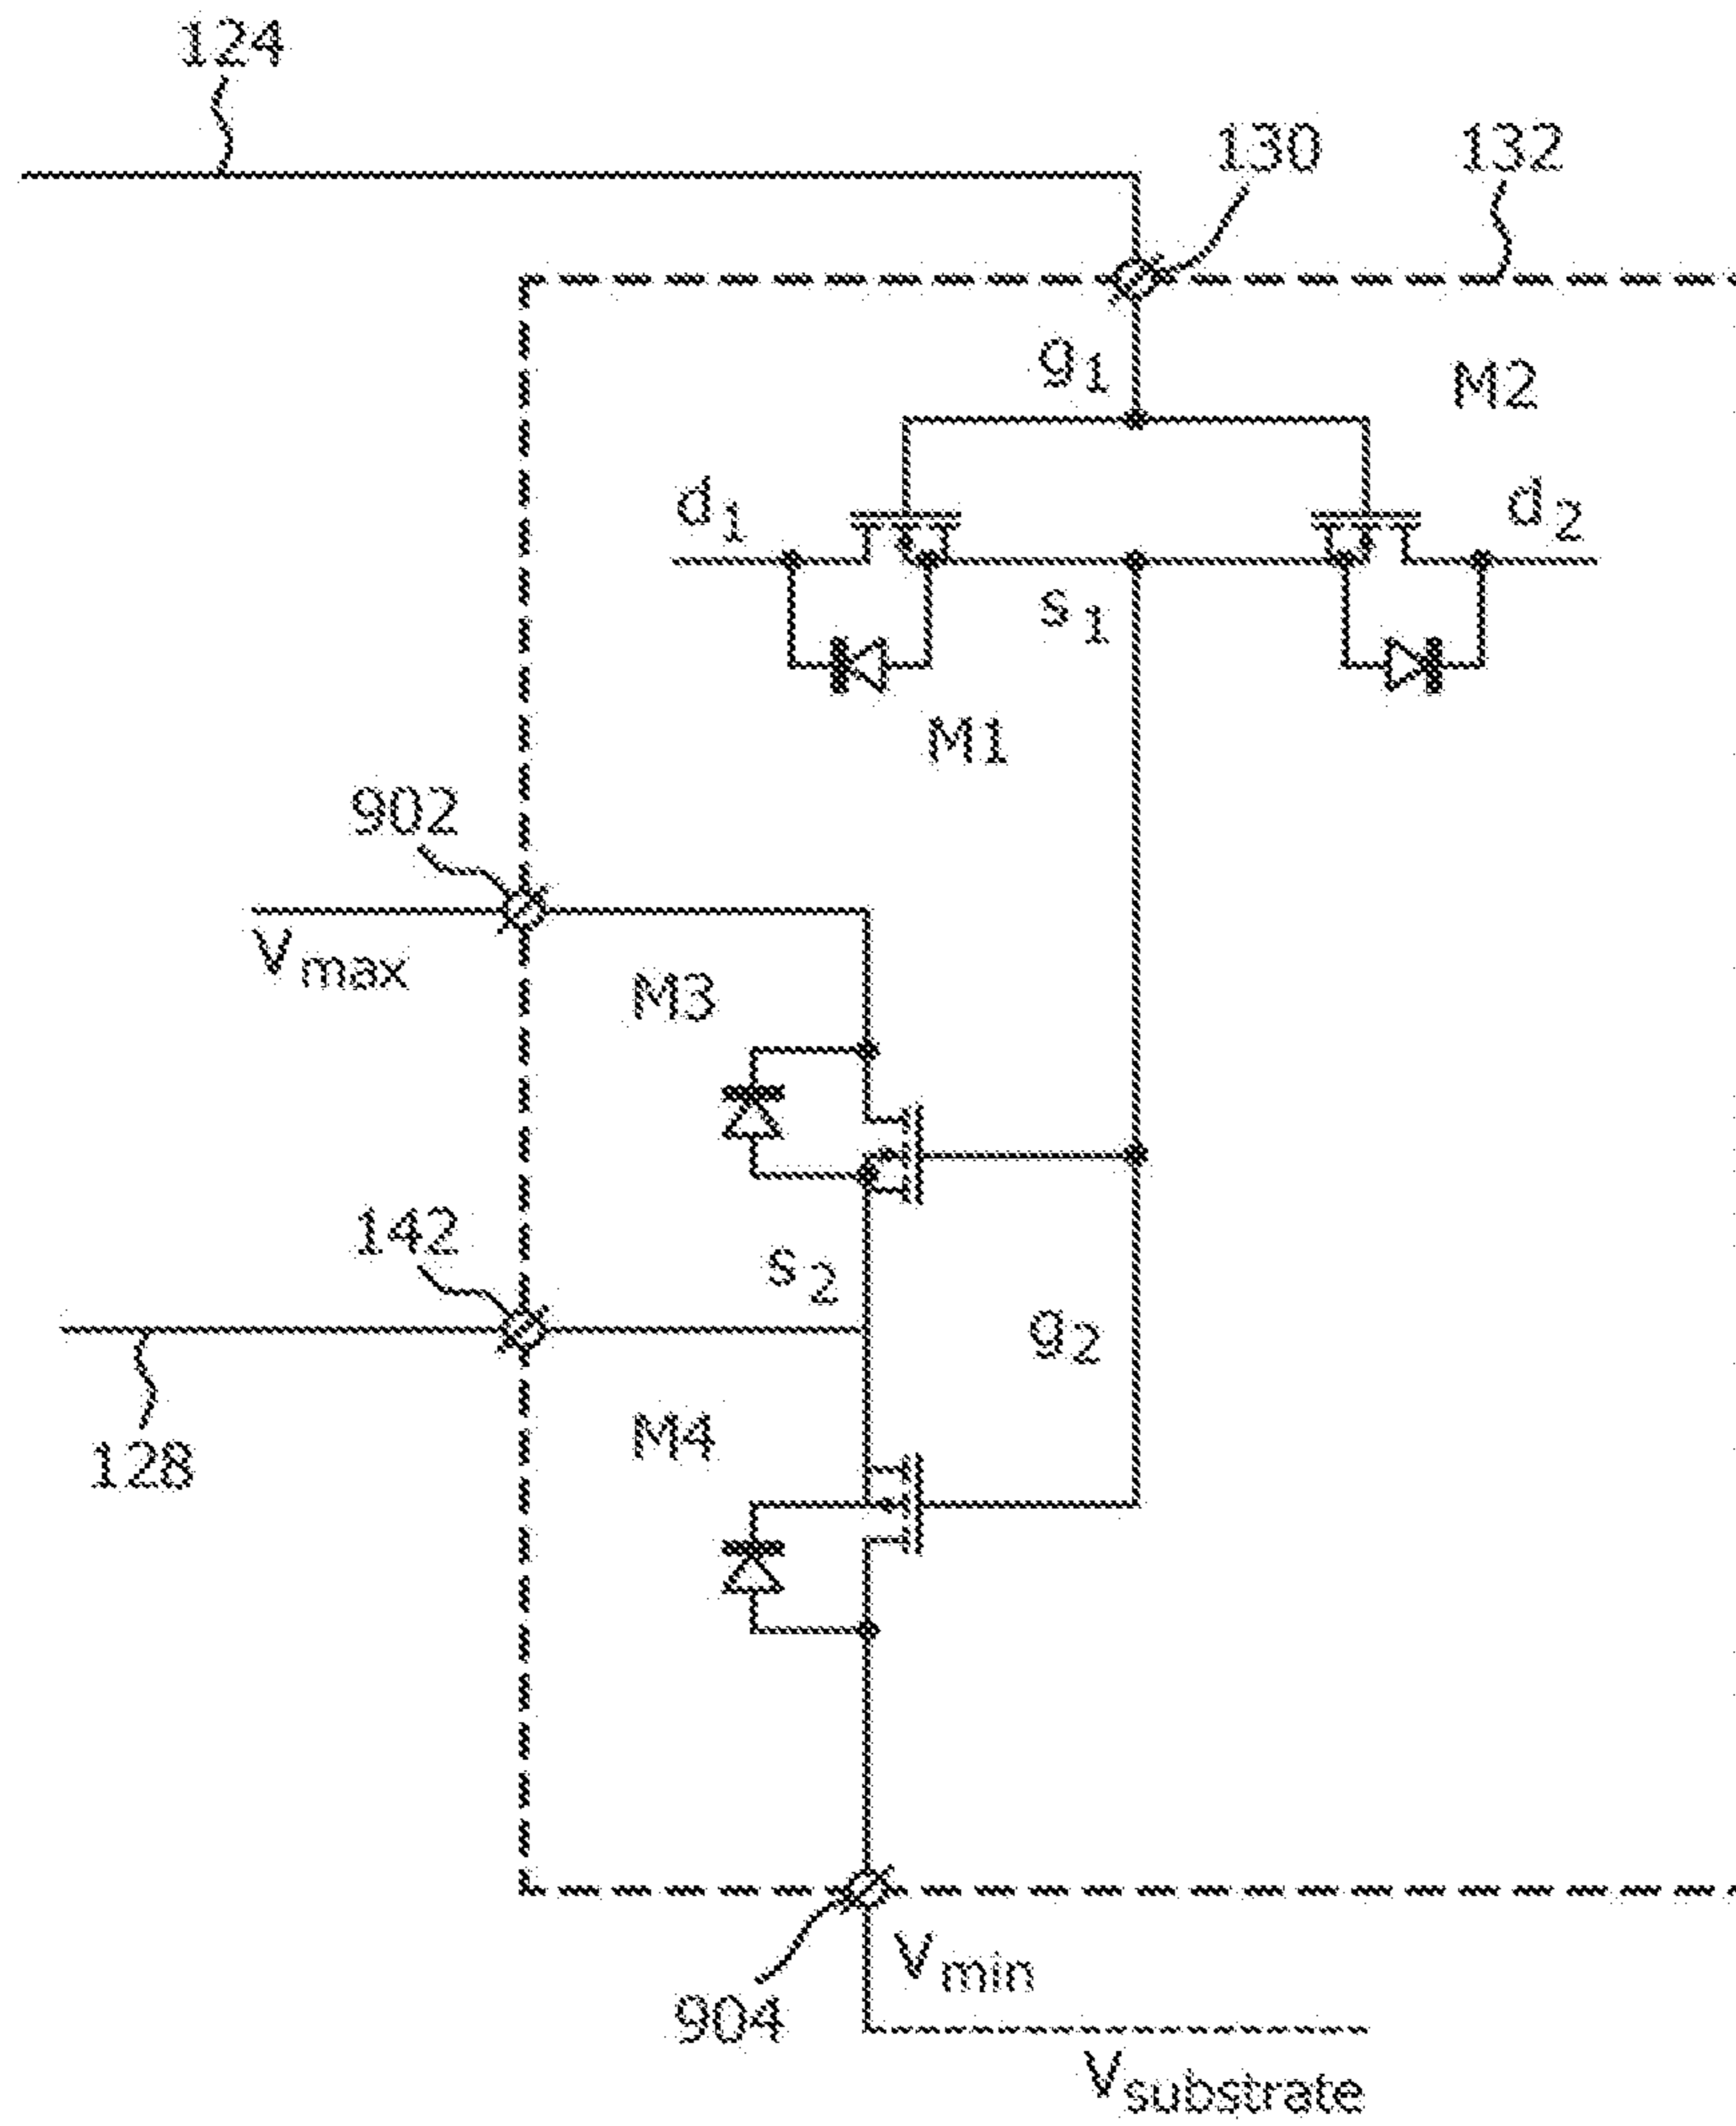 124
130 132
g1
M2
d1 d2
s1
M1
902
Vmax
M3
142
s2
g2
M4
128
Vmin
904
Vsubstrate